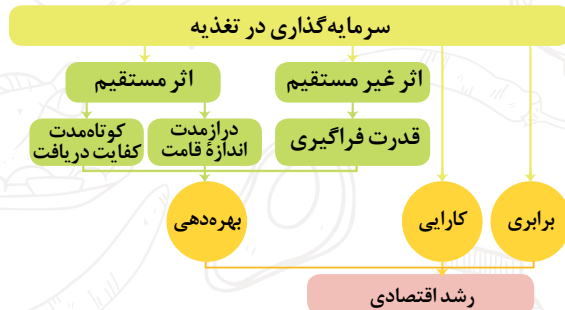 سرمایه‌گذاری در تغذیه
اثر غیر مستقیم
اثر مستقیم
قدرت فراگیری
درازمدت
اندازهٔ قامت
کوتاه‌مدت
کفایت دریافت
برابری
کارایی
بهره‌دهی
رشد اقتصادی